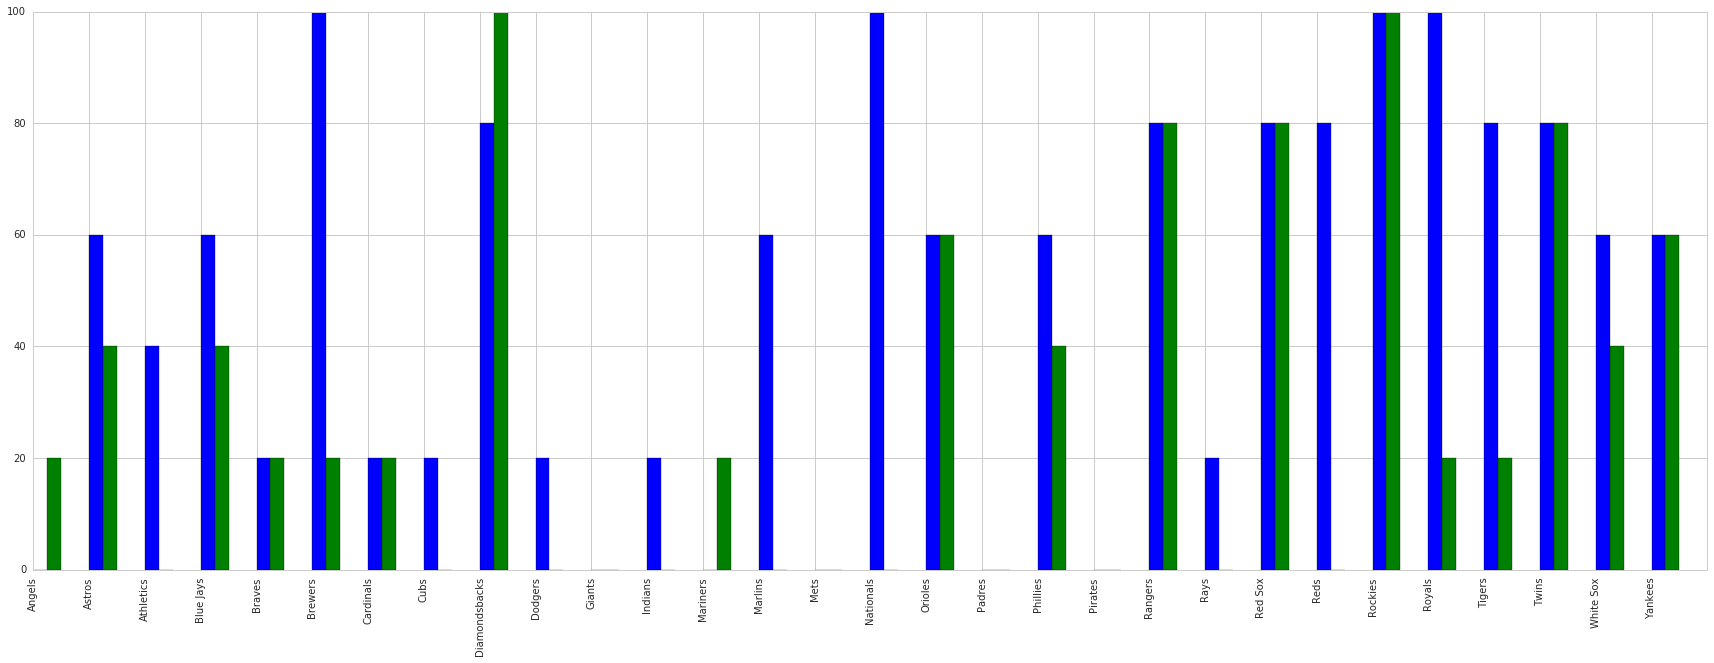 100
80
60
40
20
0
Angels
Astros
Athletics
Blue Jays
Braves
Brewers
Cardinals
Cubs
Diamondsbacks
Dodgers
Giants
Indians
Mariners
Marlins
Mets
Nationals
Orioles
Padres
Phillies
Pirates
Rangers
Rays
Red Sox
Reds
Rockies
Royals
Tigers
Twins
White Sox
Yankees